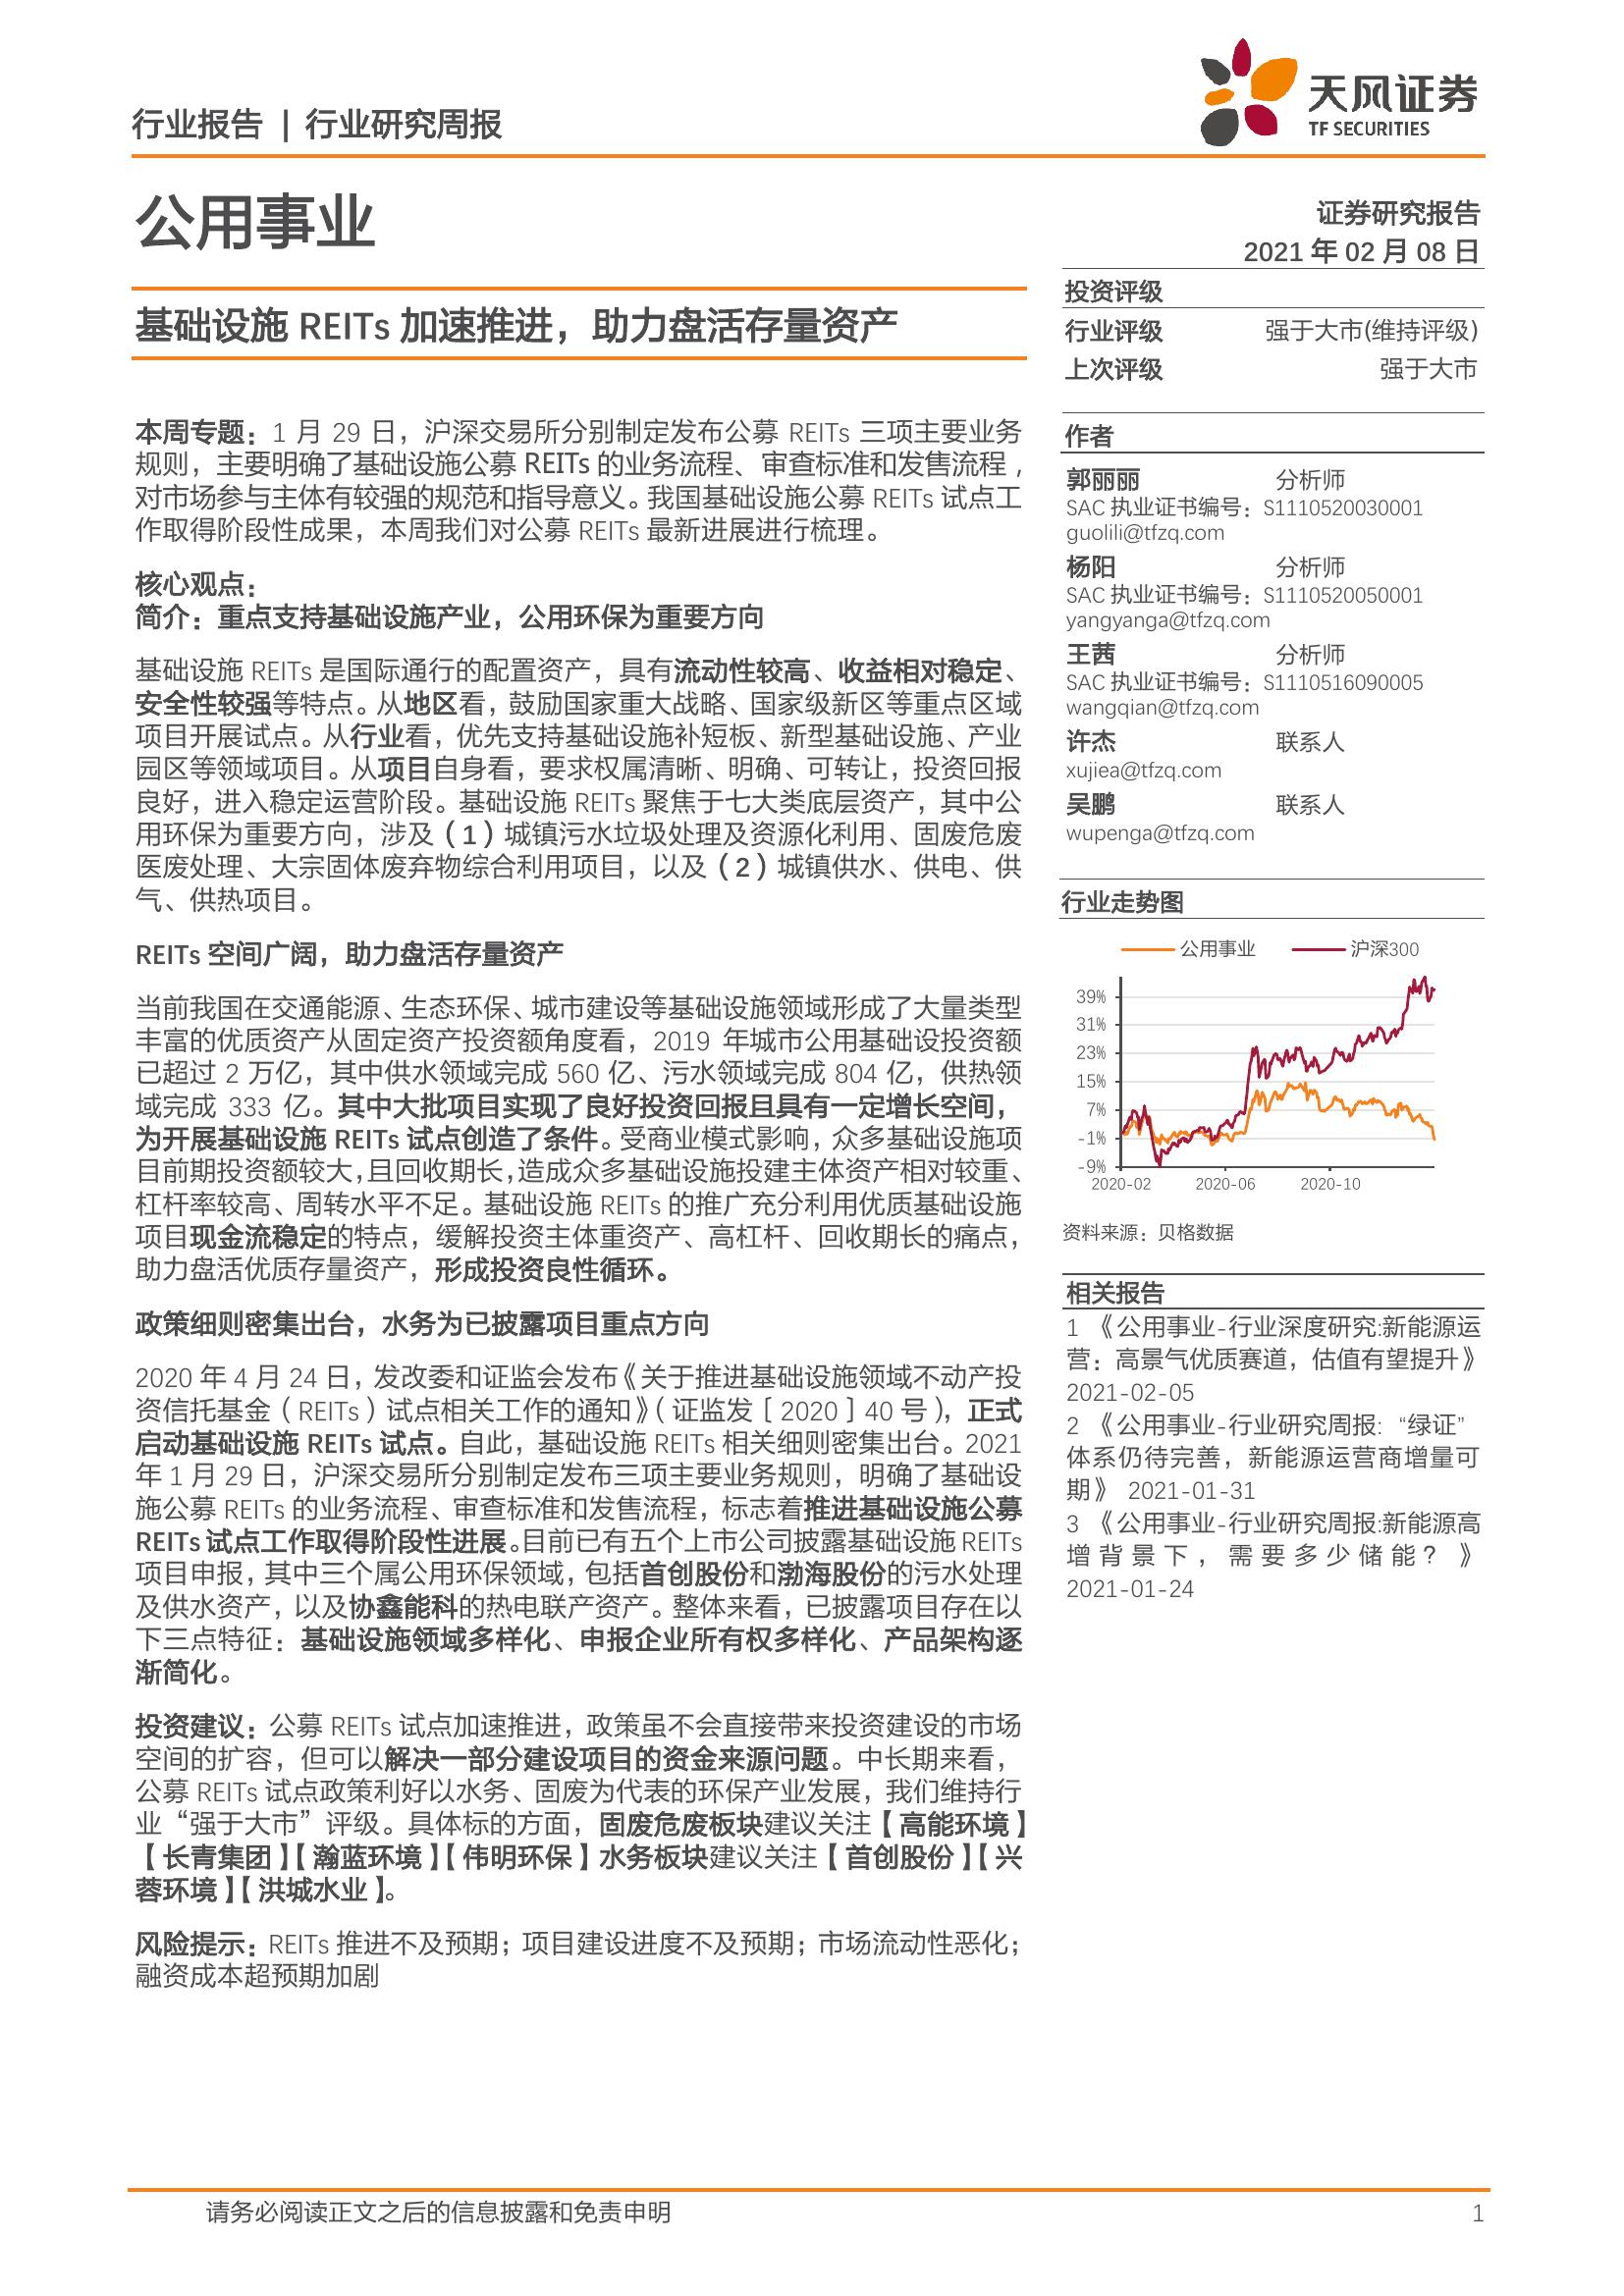 行业报告 | 行业研究周报
天风证券
TF SECURITIES
公用事业
证券研究报告
2021 年 02 月 08 日
基础设施 REITs 加速推进，助力盘活存量资产
本周专题：1 月 29 日，沪深交易所分别制定发布公募 REITs 三项主要业务
规则，主要明确了基础设施公募 REITs 的业务流程、审查标准和发售流程，
对市场参与主体有较强的规范和指导意义。我国基础设施公募 REITs 试点工
作取得阶段性成果，本周我们对公募 REITs 最新进展进行梳理。
核心观点：
简介：重点支持基础设施产业，公用环保为重要方向
基础设施 REITs 是国际通行的配置资产，具有流动性较高、收益相对稳定、
安全性较强等特点。从地区看，鼓励国家重大战略、国家级新区等重点区域
项目开展试点。从行业看，优先支持基础设施补短板、新型基础设施、产业
园区等领域项目。从项目自身看，要求权属清晰、明确、可转让，投资回报
良好，进入稳定运营阶段。基础设施 REITs 聚焦于七大类底层资产，其中公
用环保为重要方向，涉及（1）城镇污水垃圾处理及资源化利用、固废危废
医废处理、大宗固体废弃物综合利用项目，以及（2）城镇供水、供电、供
气、供热项目。
REITs 空间广阔，助力盘活存量资产
当前我国在交通能源、生态环保、城市建设等基础设施领域形成了大量类型
丰富的优质资产从固定资产投资额角度看，2019 年城市公用基础设投资额
已超过 2 万亿，其中供水领域完成 560 亿、污水领域完成 804 亿，供热领
域完成 333 亿。其中大批项目实现了良好投资回报且具有一定增长空间，
为开展基础设施 REITs 试点创造了条件。受商业模式影响，众多基础设施项
目前期投资额较大，且回收期长，造成众多基础设施投建主体资产相对较重、
杠杆率较高、周转水平不足。基础设施 REITs 的推广充分利用优质基础设施
项目现金流稳定的特点，缓解投资主体重资产、高杠杆、回收期长的痛点，
助力盘活优质存量资产，形成投资良性循环。
政策细则密集出台，水务为已披露项目重点方向
2020 年 4 月 24 日，发改委和证监会发布《关于推进基础设施领域不动产投
资信托基金（REITs）试点相关工作的通知》（证监发〔2020〕40 号），正式
启动基础设施 REITs 试点。自此，基础设施 REITs 相关细则密集出台。2021
年 1 月 29 日，沪深交易所分别制定发布三项主要业务规则，明确了基础设
施公募 REITs 的业务流程、审查标准和发售流程，标志着推进基础设施公募
REITs 试点工作取得阶段性进展。目前已有五个上市公司披露基础设施 REITs
项目申报，其中三个属公用环保领域，包括首创股份和渤海股份的污水处理
及供水资产，以及协鑫能科的热电联产资产。整体来看，已披露项目存在以
下三点特征：基础设施领域多样化、申报企业所有权多样化、产品架构逐
渐简化。
投资建议：公募 REITs 试点加速推进，政策虽不会直接带来投资建设的市场
空间的扩容，但可以解决一部分建设项目的资金来源问题。中长期来看，
公募 REITs 试点政策利好以水务、固废为代表的环保产业发展，我们维持行
业“强于大市”评级。具体标的方面，固废危废板块建议关注【高能环境】
【长青集团】【瀚蓝环境】【伟明环保】水务板块建议关注【首创股份】【兴
蓉环境】【洪城水业】。
风险提示：REITs 推进不及预期；项目建设进度不及预期；市场流动性恶化；
融资成本超预期加剧
投资评级
行业评级 强于大市(维持评级)
上次评级 强于大市
作者
郭丽丽 分析师
SAC 执业证书编号：S1110520030001
guolili@tfzq.com
杨阳 分析师
SAC 执业证书编号：S1110520050001
yangyanga@tfzq.com
王茜 分析师
SAC 执业证书编号：S1110516090005
wangqian@tfzq.com
许杰 联系人
xujiea@tfzq.com
吴鹏 联系人
wupenga@tfzq.com
行业走势图
公用事业 沪深300
39%
31%
23%
15%
7%
-1%
-9%
2020-02 2020-06 2020-10
资料来源：贝格数据
相关报告
1 《公用事业-行业深度研究:新能源运
营：高景气优质赛道，估值有望提升》
2021-02-05
2 《公用事业-行业研究周报:“绿证”
体系仍待完善，新能源运营商增量可
期》 2021-01-31
3 《公用事业-行业研究周报:新能源高
增背景下，需要多少储能？》
2021-01-24
请务必阅读正文之后的信息披露和免责申明 1